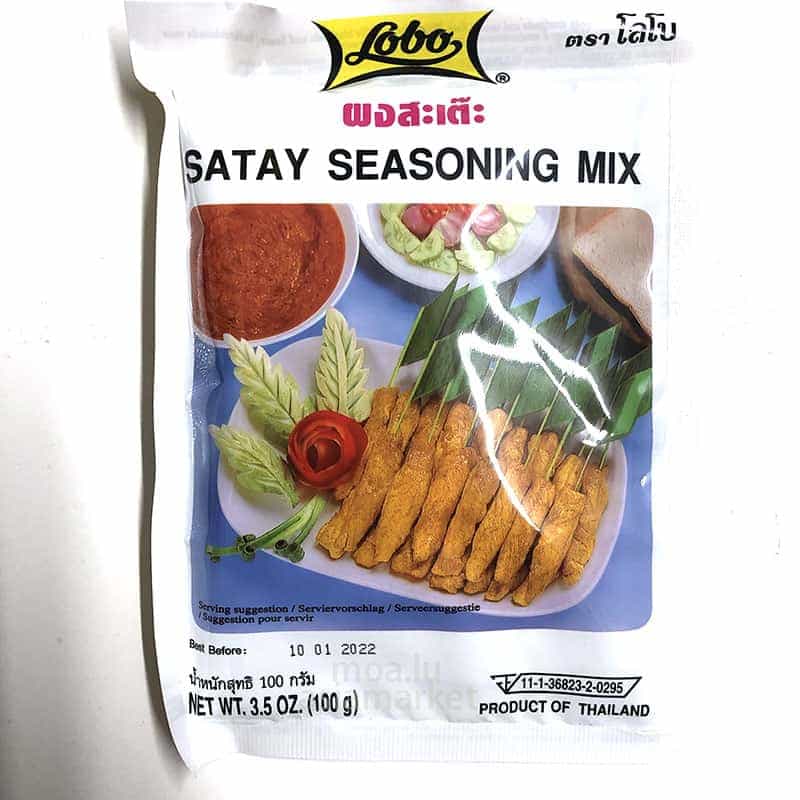 Lobo
®
ตรา โลโบ
ผงสะเต๊ะ
SATAY SEASONING MIX
Serving suggestion / Serviervorschlag / Serveersuggestie
/ Suggestion pour servir
Best Before: 10 01 2022
moa.lu
market
น้ำหนักสุทธิ 100 กรัม
NET WT. 3.5 OZ. (100 g)
11-1-36823-2-0295
PRODUCT OF THAILAND